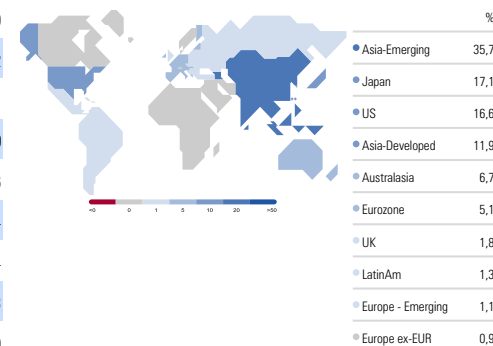 %
Asia-Emerging 35,7
Japan 17,1
US 16,6
Asia-Developed 11,9
Australasia 6,7
Eurozone 5,1
UK 1,8
LatinAm 1,3
Europe - Emerging 1,1
Europe ex-EUR 0,9
<0 0 1 5 10 20 >50